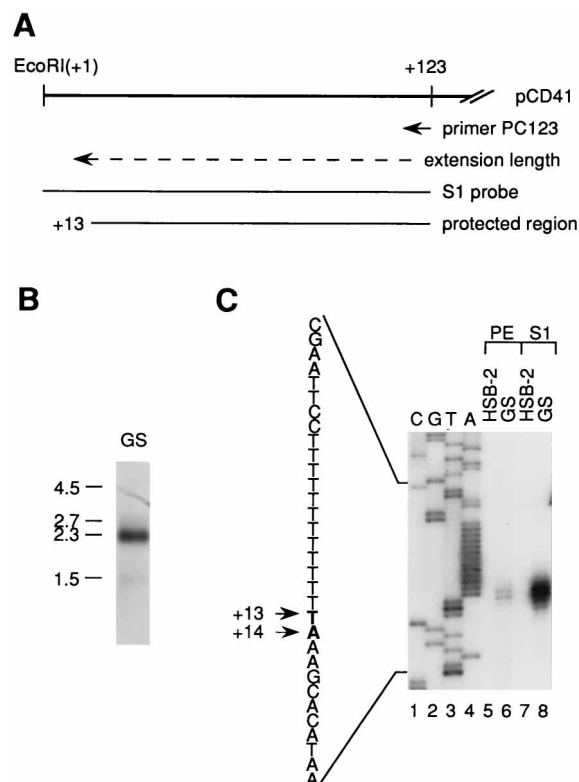 A
EcoRI(+1)
+123
pCD41
primer PC123
extension length
S1 probe
+13
protected region
B
GS
4.5
2.7
2.3
1.5
C
C
G
A
A
T
T
C
C
T
T
T
T
T
T
T
T
T
T
T
T
T
A
A
A
G
C
A
C
A
T
A
A
+13
+14
PE S1
HSB-2
GS
HSB-2
GS
C G T A
1 2 3 4 5 6 7 8